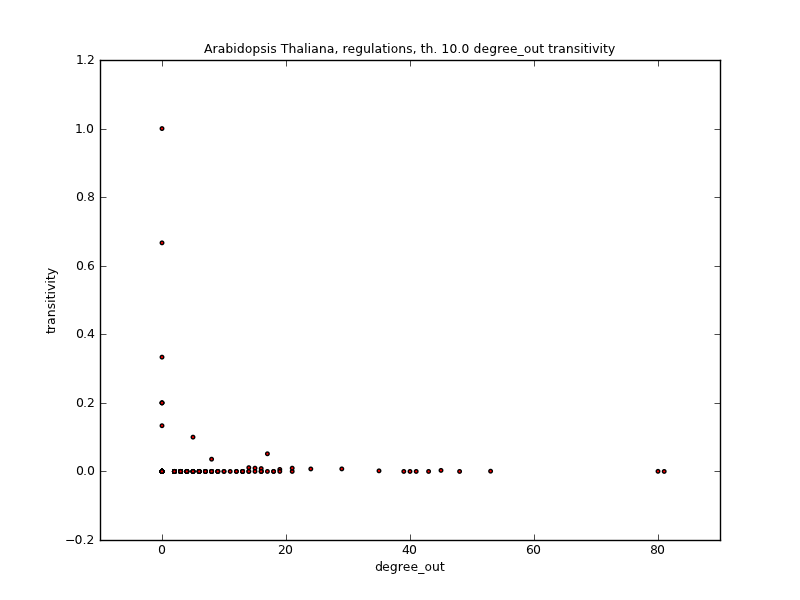 Arabidopsis Thaliana, regulations, th. 10.0 degree_out transitivity
1.2
1.0
0.8
0.6
0.4
0.2
0.0
−0.2
transitivity
0 20 40 60 80
degree_out